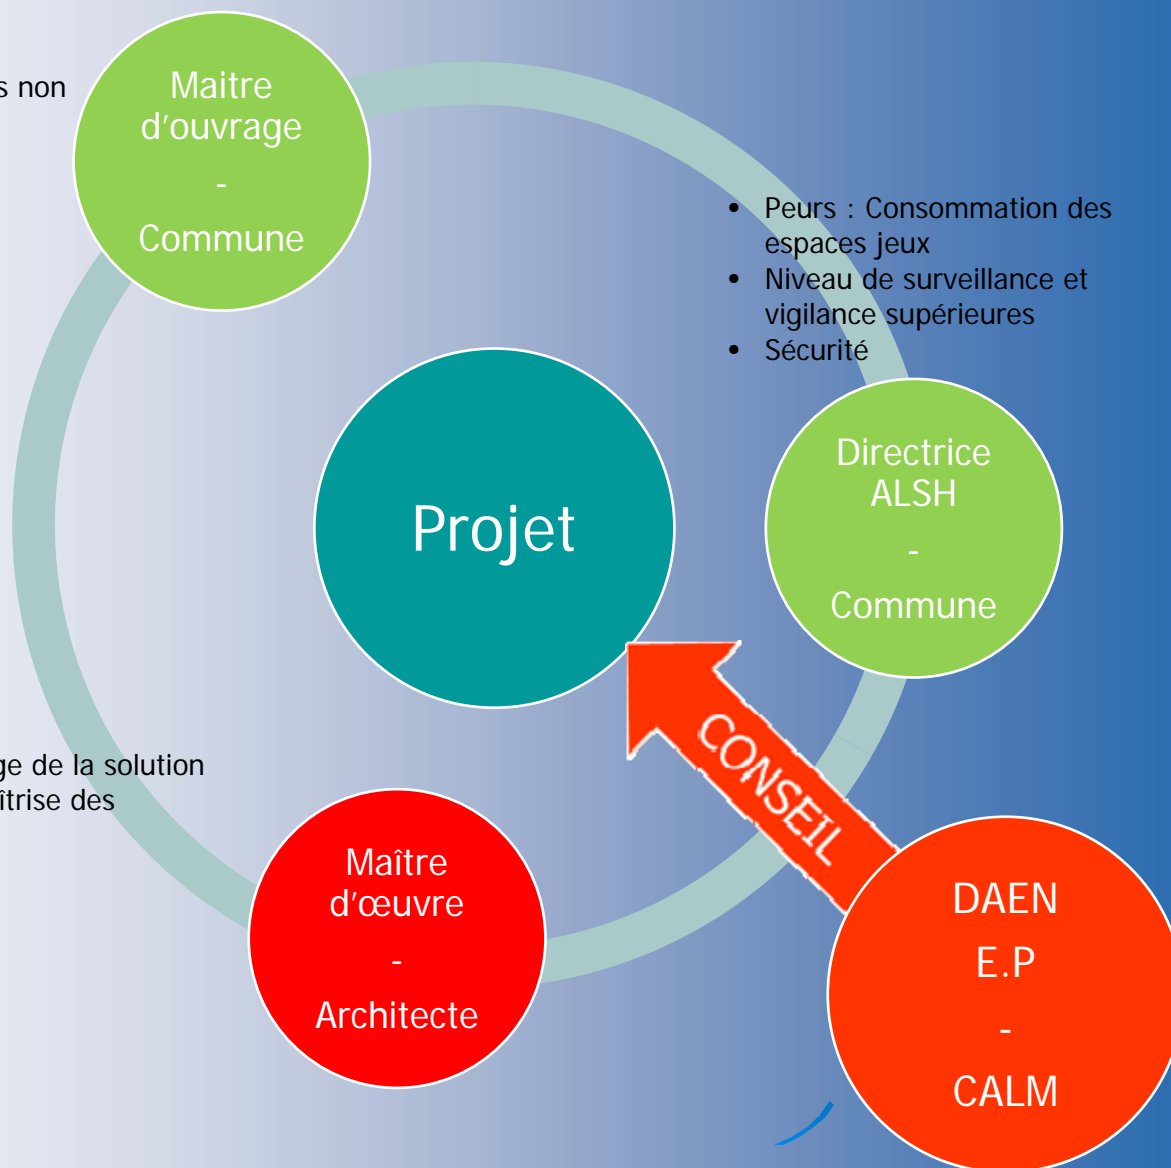 s non
Maitre
d'ouvrage
-
Commune
• Peurs : Consommation des
espaces jeux
• Niveau de surveillance et
vigilance supérieures
• Sécurité
Projet
Directrice
ALSH
-
Commune
CONSEIL
ge de la solution
aîtrise des
Maître
d'œuvre
-
Architecte
DAEN
E.P
-
CALM